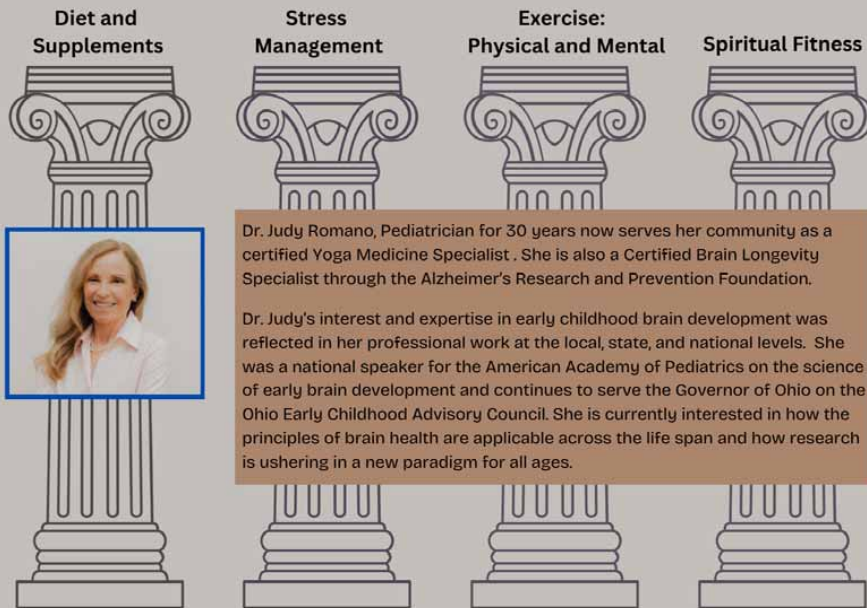 Diet and
Supplements
Stress
Management
Exercise:
Physical and Mental
Spiritual Fitness
Dr. Judy Romano, Pediatrician for 30 years now serves her community as a
certified Yoga Medicine Specialist . She is also a Certified Brain Longevity
Specialist through the Alzheimer's Research and Prevention Foundation.
Dr. Judy's interest and expertise in early childhood brain development was
reflected in her professional work at the local, state, and national levels.  She
was a national speaker for the American Academy of Pediatrics on the science
of early brain development and continues to serve the Governor of Ohio on the
Ohio Early Childhood Advisory Council. She is currently interested in how the
principles of brain health are applicable across the life span and how research
is ushering in a new paradigm for all ages.